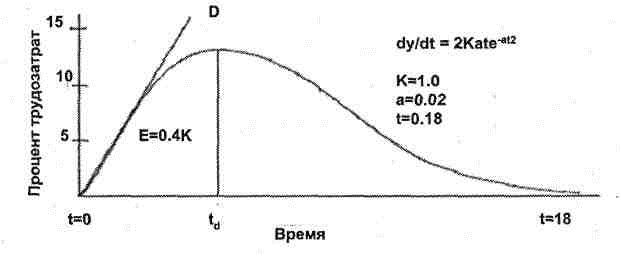 D
15
10
5
Процент трудозатрат
dy/dt = 2Kate-at2
K=1.0
a=0.02
t=0.18
E=0.4K
t=0
td
t=18
Время